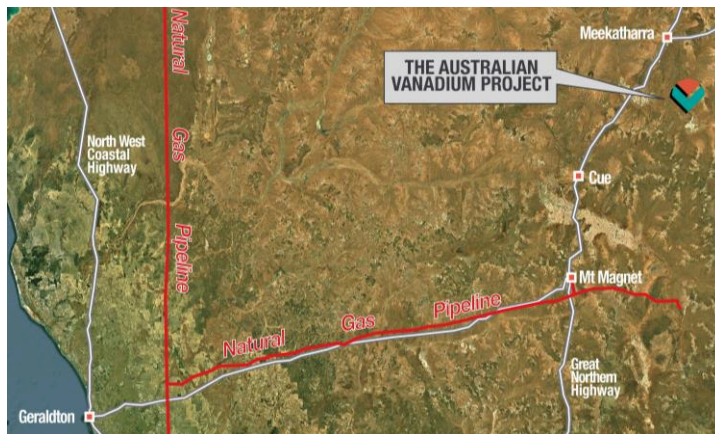 Meekatharra
THE AUSTRALIAN
VANADIUM PROJECT
Natural Gas Pipeline
North West
Coastal
Highway
Cue
Mt Magnet
Natural Gas Pipeline
Great
Northern
Highway
Geraldton